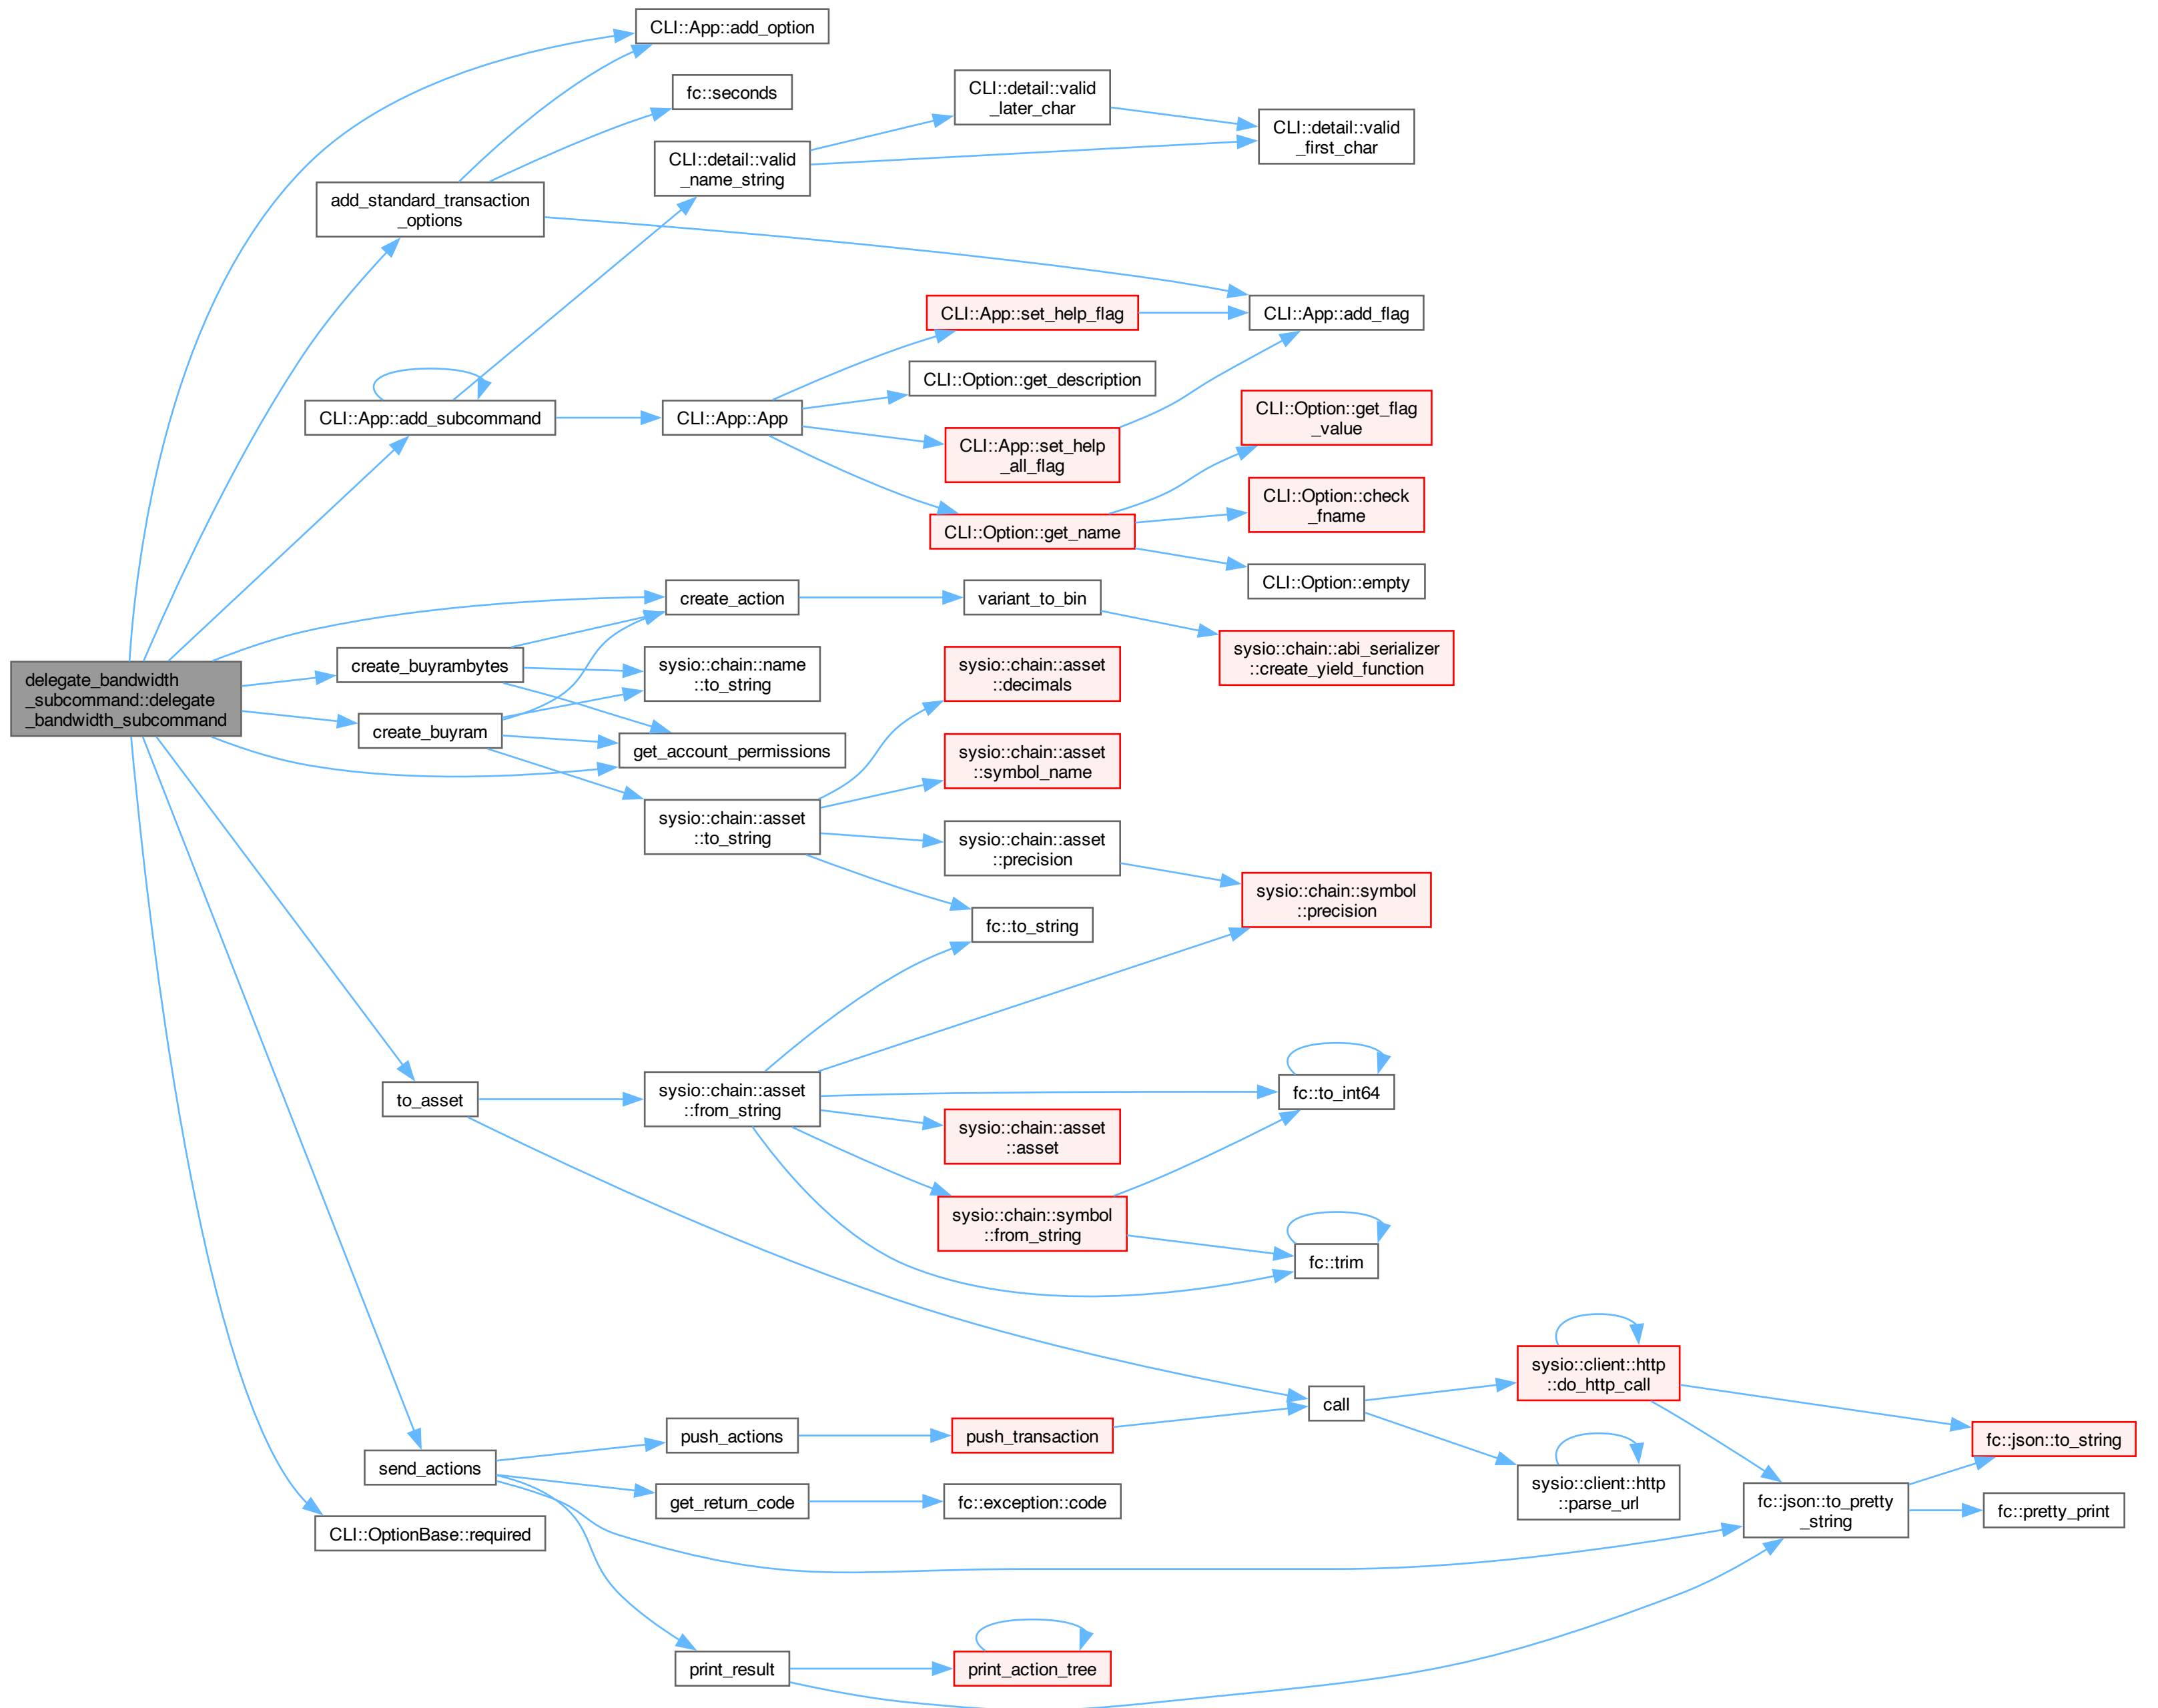 CLI::App::add_option
fc::seconds
CLI::detail::valid
_later_char
CLI::detail::valid
_first_char
CLI::detail::valid
_name_string
add_standard_transaction
_options
CLI::App::set_help_flag
CLI::App::add_flag
CLI::Option::get_description
CLI::App::add_subcommand
CLI::App::App
CLI::Option::get_flag
_value
CLI::App::set_help
_all_flag
CLI::Option::check
_fname
CLI::Option::get_name
CLI::Option::empty
create_action
variant_to_bin
sysio::chain::abi_serializer
::create_yield_function
create_buyrambytes
sysio::chain::name
::to_string
sysio::chain::asset
::decimals
delegate_bandwidth
_subcommand::delegate
_bandwidth_subcommand
create_buyram
get_account_permissions
sysio::chain::asset
::symbol_name
sysio::chain::asset
::to_string
sysio::chain::asset
::precision
sysio::chain::symbol
::precision
fc::to_string
to_asset
sysio::chain::asset
::from_string
fc::to_int64
sysio::chain::asset
::asset
sysio::chain::symbol
::from_string
fc::trim
sysio::client::http
::do_http_call
call
push_actions
push_transaction
fc::json::to_string
send_actions
sysio::client::http
::parse_url
get_return_code
fc::exception::code
fc::json::to_pretty
_string
fc::pretty_print
CLI::OptionBase::required
print_result
print_action_tree